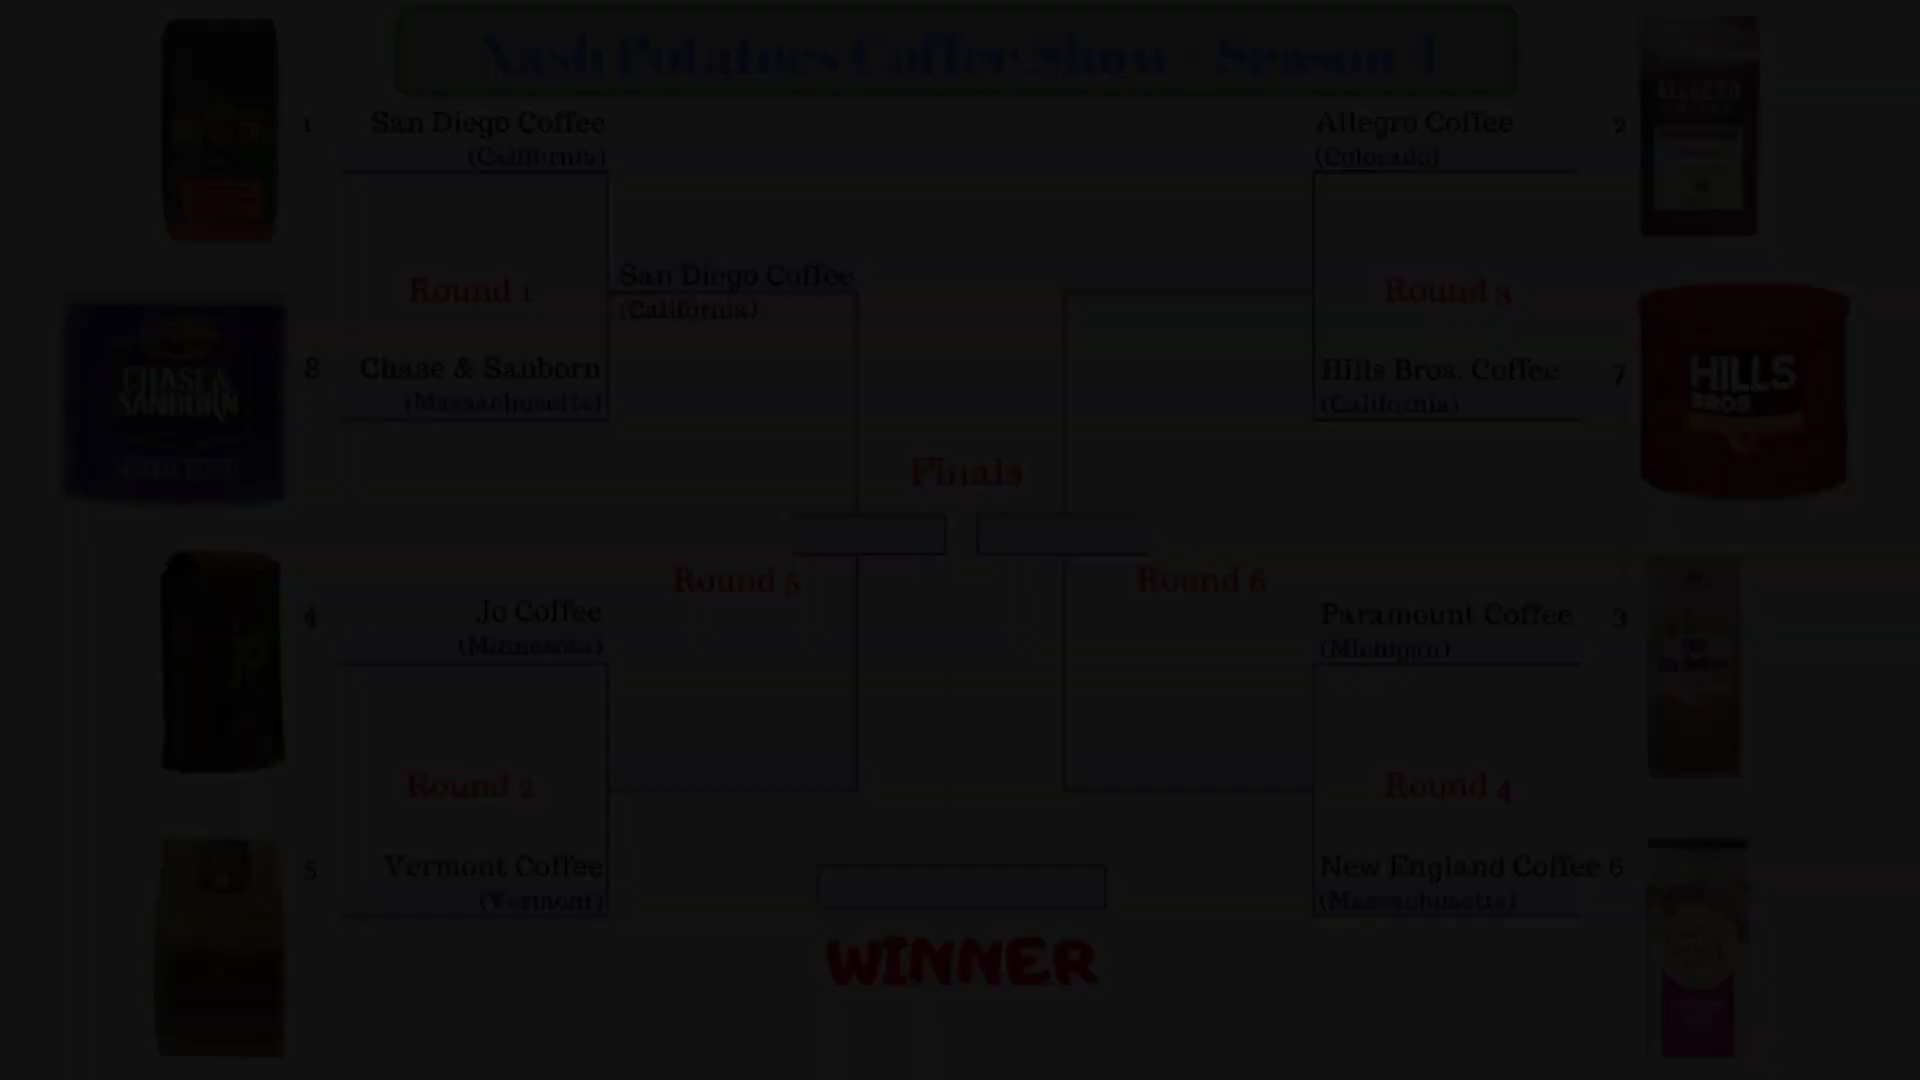 Nash Potatoes Coffee Show - Season 4
1
San Diego Coffee
(California)
Allegro Coffee
(Colorado)
2
Round 1
San Diego Coffee
(California)
Round 3
8
Chase & Sanborn
(Massachusetts)
Hills Bros. Coffee
(California)
7
CHASE &
SANBORN
HILLS
BROS
Finals
Round 5
Round 6
4
Jo Coffee
(Minnesota)
Paramount Coffee
(Michigan)
3
Round 2
Round 4
5
Vermont Coffee
(Vermont)
New England Coffee 6
(Massachusetts)
WINNER